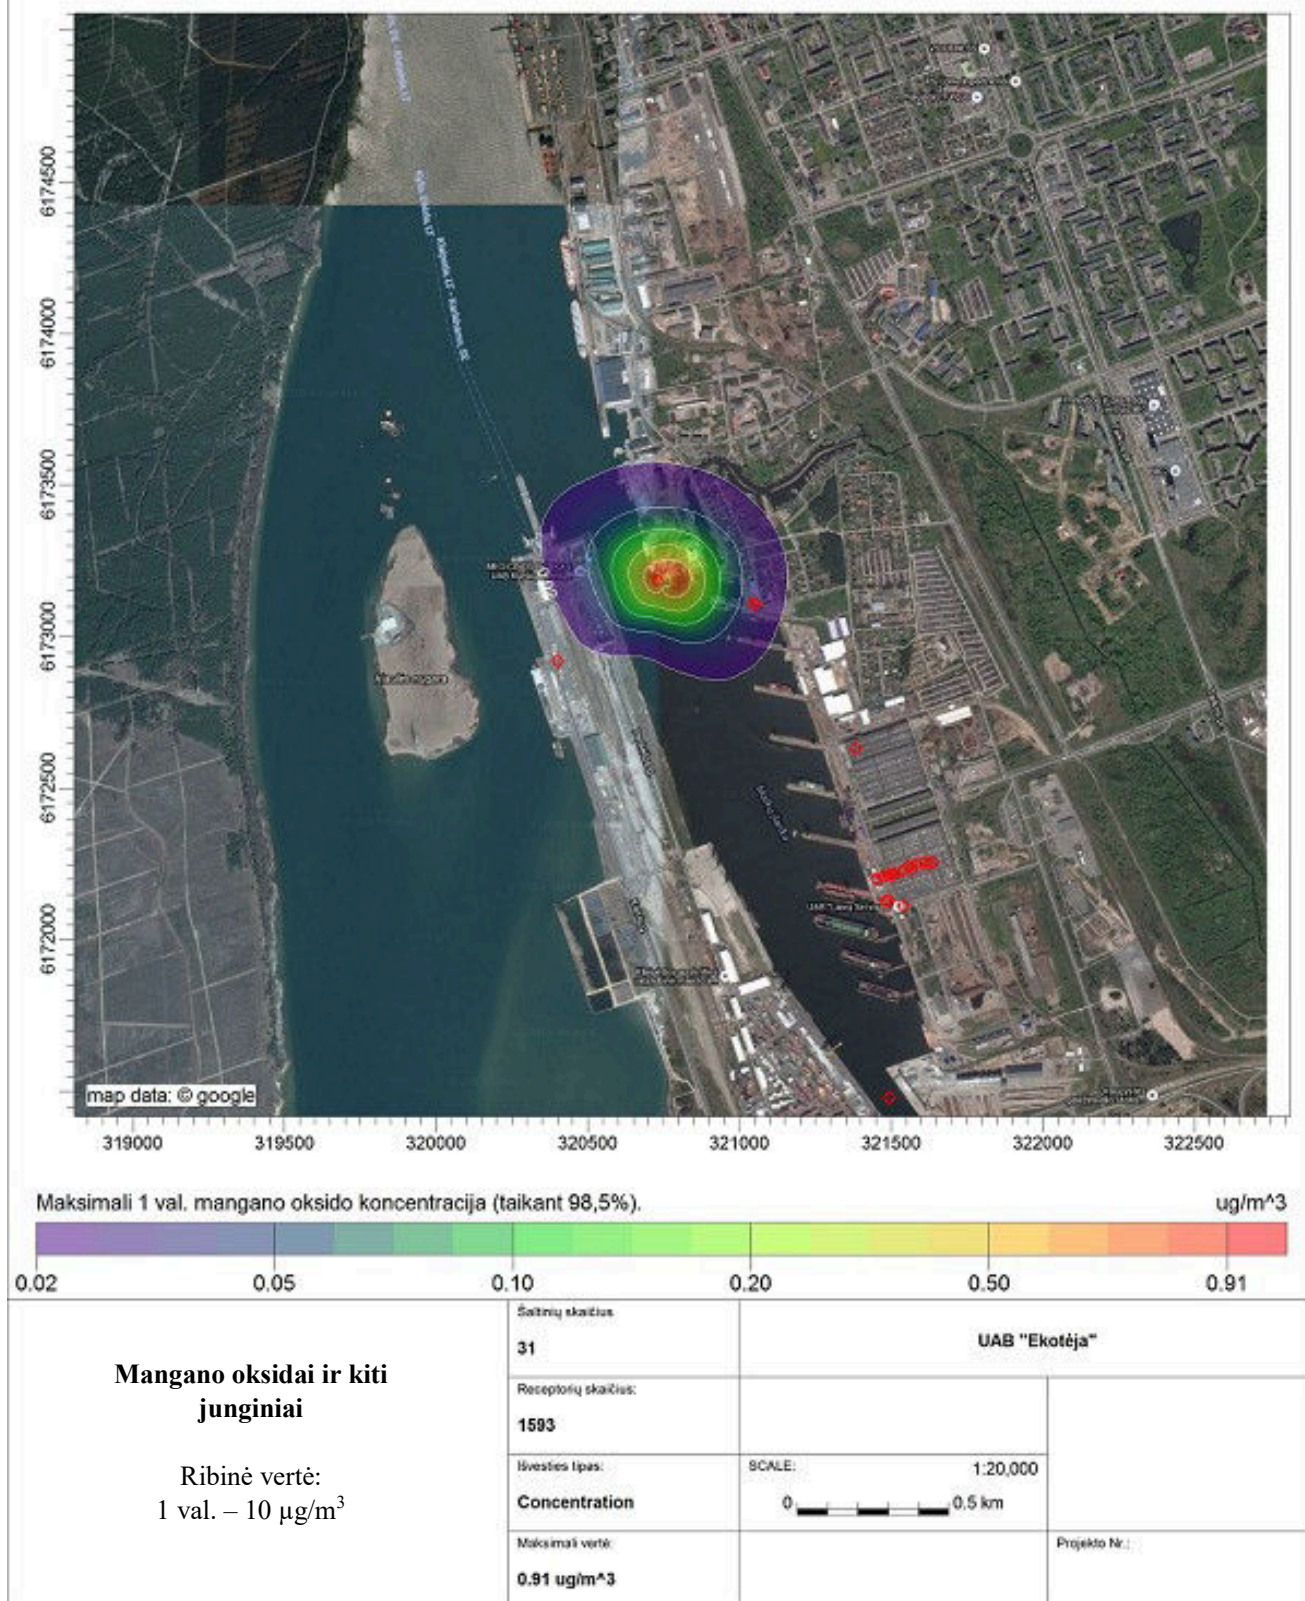 6174500
6174000
6173500
6173000
6172500
6172000
Kiaulės nugara
map data: © google
319000 319500 320000 320500 321000 321500 322000 322500
Maksimali 1 val. mangano oksido koncentracija (taikant 98,5%). ug/m^3
0.02 0.05 0.10 0.20 0.50 0.91
Mangano oksidai ir kiti
junginiai
Ribinė vertė:
1 val. – 10 µg/m³
Šaltinių skaičius
31
UAB "Ekotėja"
Receptorių skaičius:
1593
Išvesties tipas:
Concentration
SCALE: 1:20,000
0 0.5 km
Maksimali vertė:
0.91 ug/m^3
Projekto Nr.: